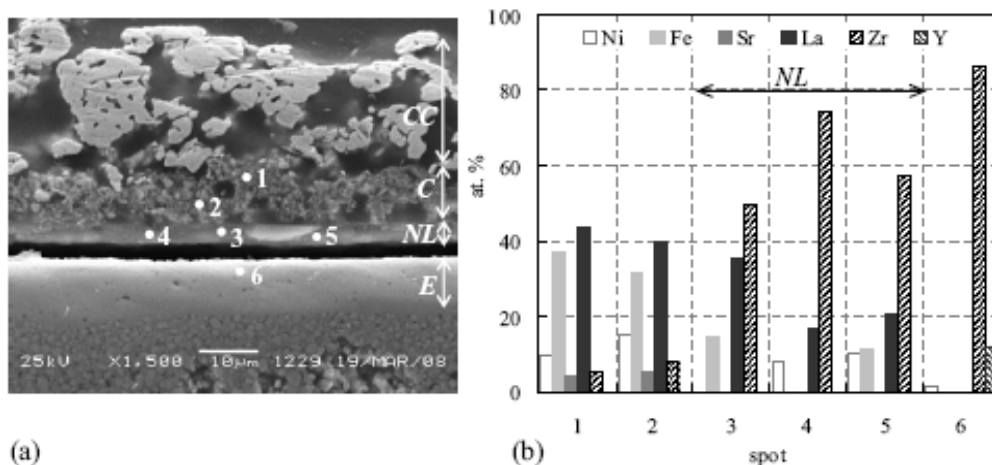 CC
C
1
2
NL
4
3
5
6
E
25kV X1,500 10μm 1229 19/MAR/08
(a)
100
80
60
40
20
0
at. %
Ni Fe Sr La Zr Y
NL
1 2 3 4 5 6
spot
(b)